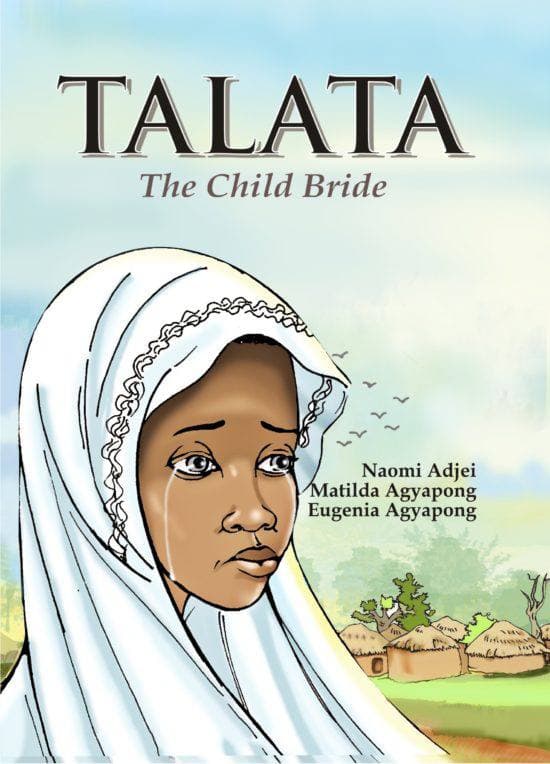 TALATA
The Child Bride
Naomi Adjei
Matilda Agyapong
Eugenia Agyapong